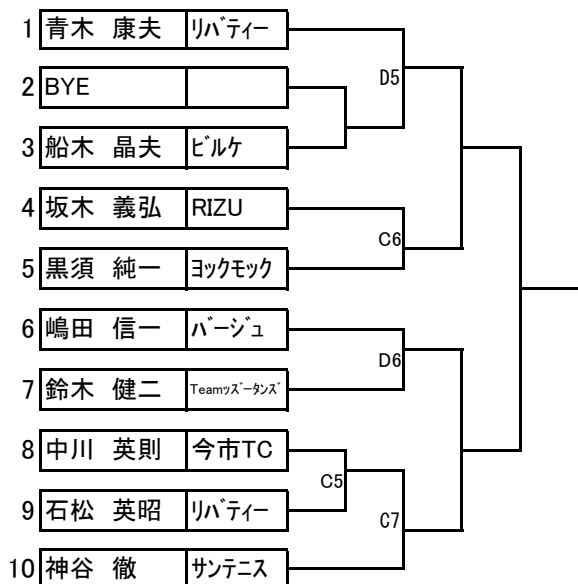 1 青木 康夫 ﾘﾊﾞﾃｨー
D5
2 BYE
3 船木 晶夫 ﾋﾞﾙｹ
4 坂木 義弘 RIZU
C6
5 黒須 純一 ﾖｯｸﾓｯｸ
6 嶋田 信一 ﾊﾞｰｼﾞｭ
D6
7 鈴木 健二 Teamｯｽﾞｰﾀﾝｽﾞ
8 中川 英則 今市TC
C5
9 石松 英昭 ﾘﾊﾞﾃｨー
C7
10 神谷 徹 サンテニス